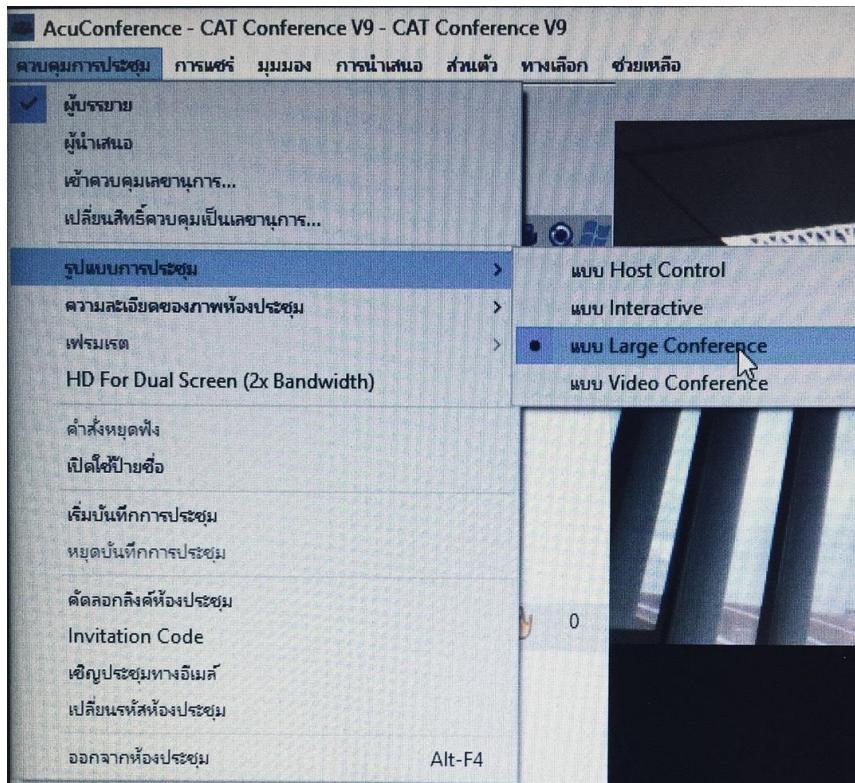 AcuConference - CAT Conference V9 - CAT Conference V9
ควบคุมการประชุม การแชร์ มุมมอง การนำเสนอ ส่วนตัว ทางเลือก ช่วยเหลือ
ผู้บรรยาย
ผู้นำเสนอ
เข้าควบคุมเลขานุการ...
เปลี่ยนสิทธิ์ควบคุมเป็นเลขานุการ...
รูปแบบการประชุม
แบบ Host Control
ความละเอียดของภาพห้องประชุม
แบบ Interactive
เฟรมเรต
แบบ Large Conference
HD For Dual Screen (2x Bandwidth)
แบบ Video Conference
คำสั่งหยุดฟัง
เปิดใช้ป้ายชื่อ
เริ่มบันทึกการประชุม
หยุดบันทึกการประชุม
คัดลอกลิงค์ห้องประชุม
Invitation Code
0
เชิญประชุมทางอีเมล์
เปลี่ยนรหัสห้องประชุม
ออกจากห้องประชุม Alt-F4